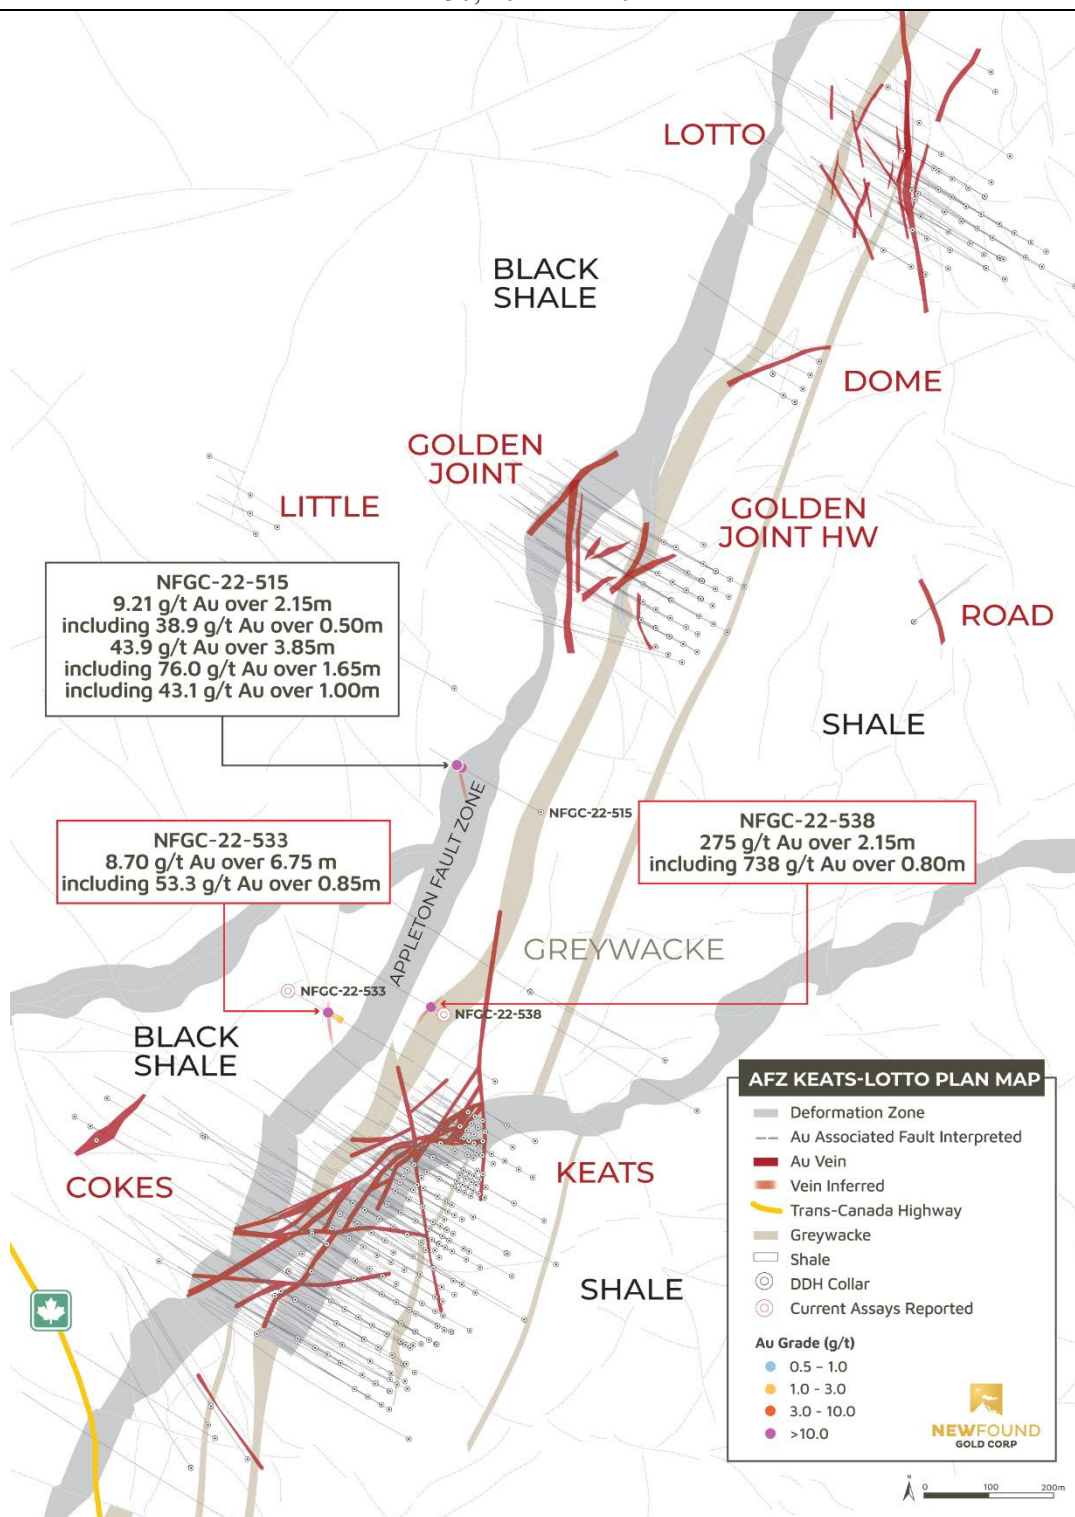 LOTTO
BLACK
SHALE
DOME
GOLDEN
JOINT
LITTLE
GOLDEN
JOINT HW
NFGC-22-515
9.21 g/t Au over 2.15m
including 38.9 g/t Au over 0.50m
43.9 g/t Au over 3.85m
including 76.0 g/t Au over 1.65m
including 43.1 g/t Au over 1.00m
ROAD
SHALE
NFGC-22-515
APPLETON FAULT ZONE
NFGC-22-533
8.70 g/t Au over 6.75 m
including 53.3 g/t Au over 0.85m
NFGC-22-538
275 g/t Au over 2.15m
including 738 g/t Au over 0.80m
GREYWACKE
NFGC-22-533
NFGC-22-538
BLACK
SHALE
COKES
KEATS
SHALE
AFZ KEATS-LOTTO PLAN MAP
Deformation Zone
Au Associated Fault Interpreted
Au Vein
Vein Inferred
Trans-Canada Highway
Greywacke
Shale
DDH Collar
Current Assays Reported
Au Grade (g/t)
0.5 - 1.0
1.0 - 3.0
3.0 - 10.0
>10.0
NEWFOUND
GOLD CORP
N
0 100 200m